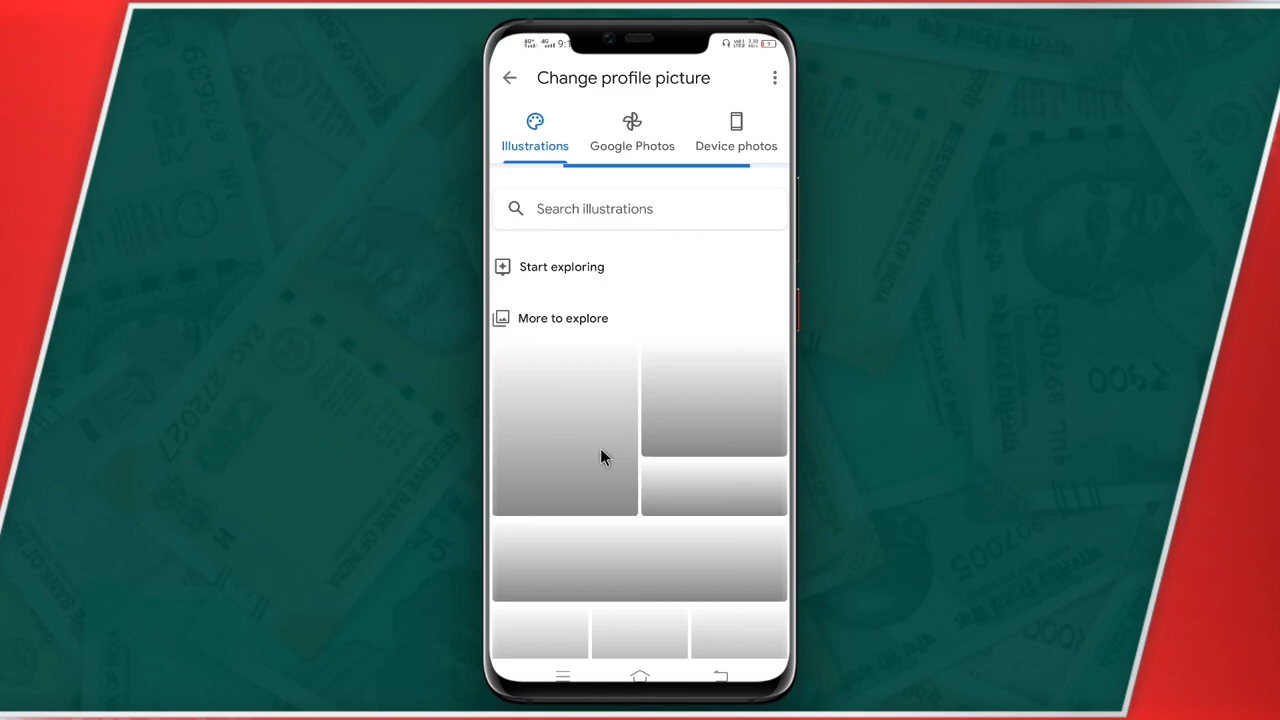 Change profile picture
Illustrations
Google Photos
Device photos
Search illustrations
Start exploring
More to explore